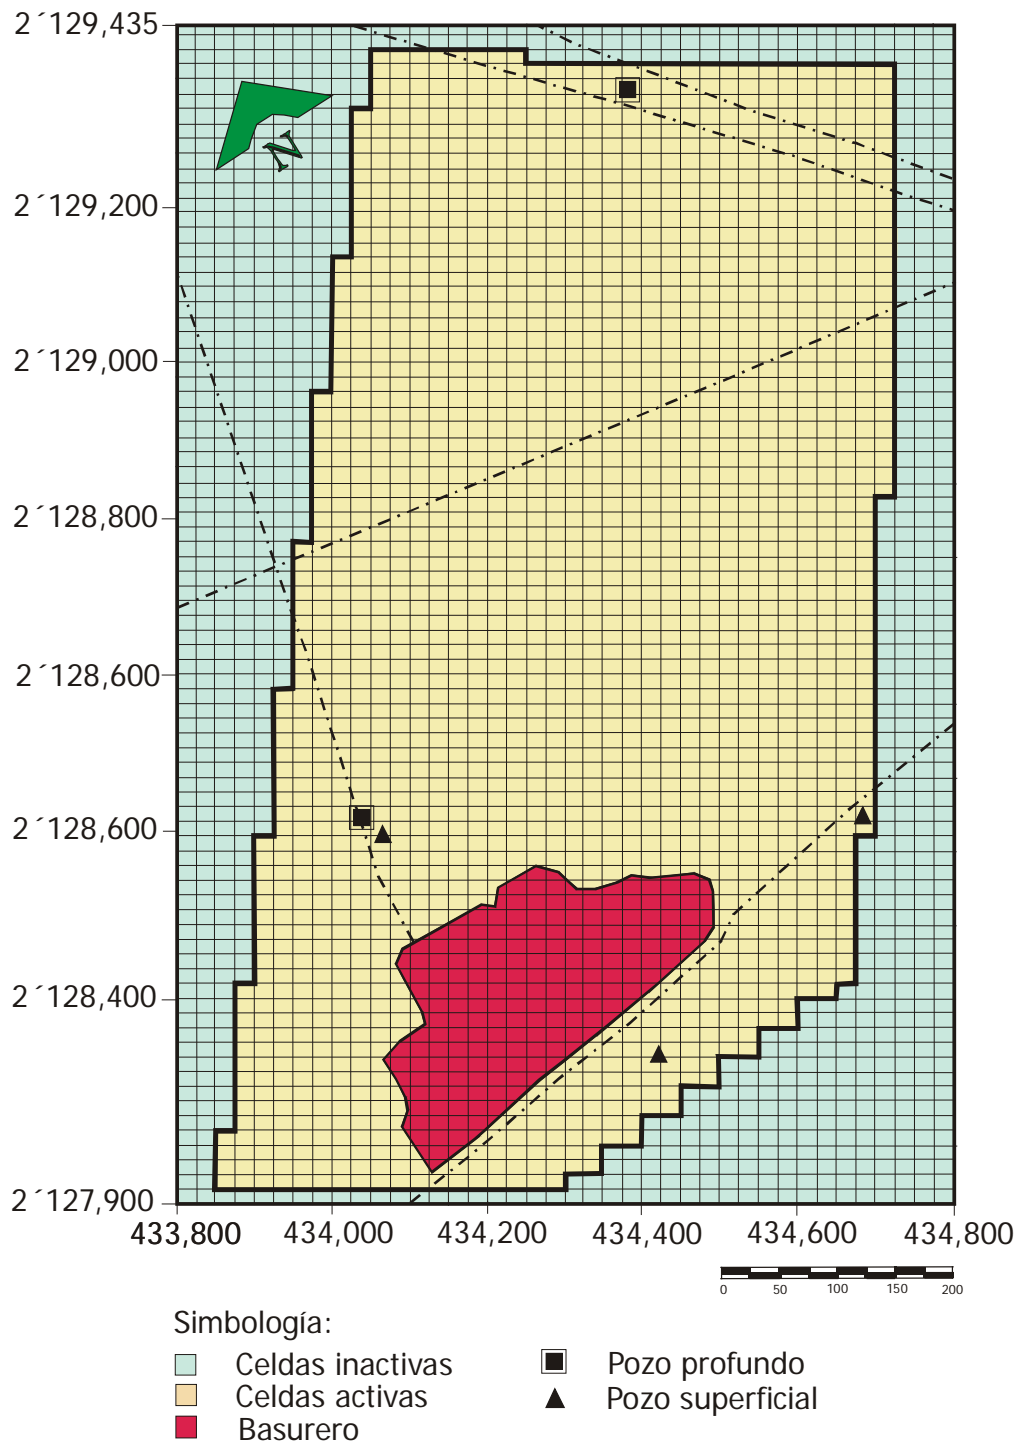 2´129,435
N
2´129,200
2´129,000
2´128,800
2´128,600
2´128,600
2´128,400
2´127,900
433,800 434,000 434,200 434,400 434,600 434,800
0 50 100 150 200
Simbología:
Celdas inactivas Pozo profundo
Celdas activas Pozo superficial
Basurero